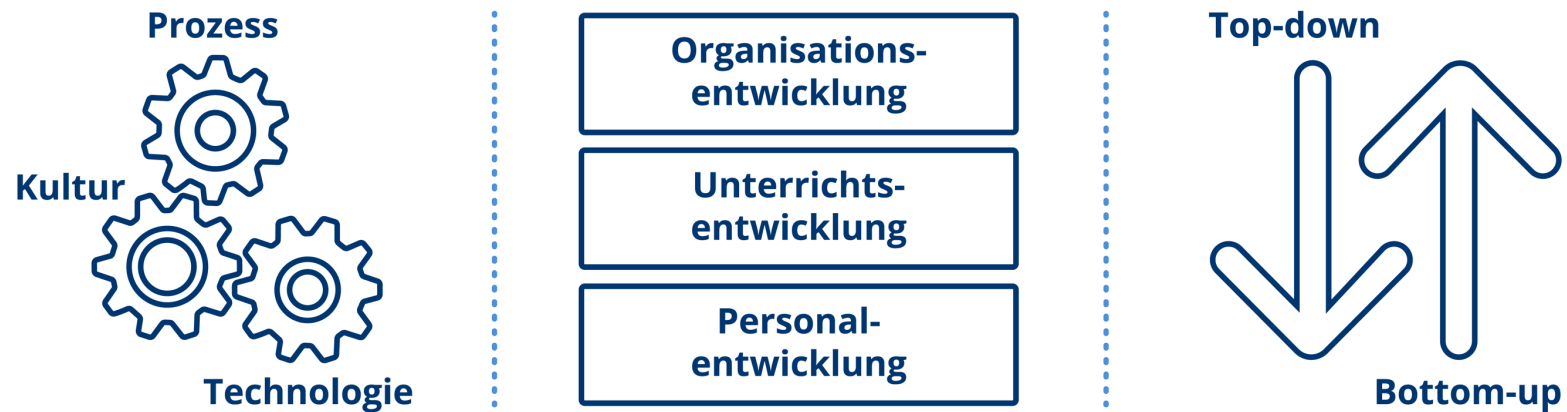 Prozess
Kultur
Technologie
Organisations-
entwicklung
Unterrichts-
entwicklung
Personal-
entwicklung
Top-down
Bottom-up